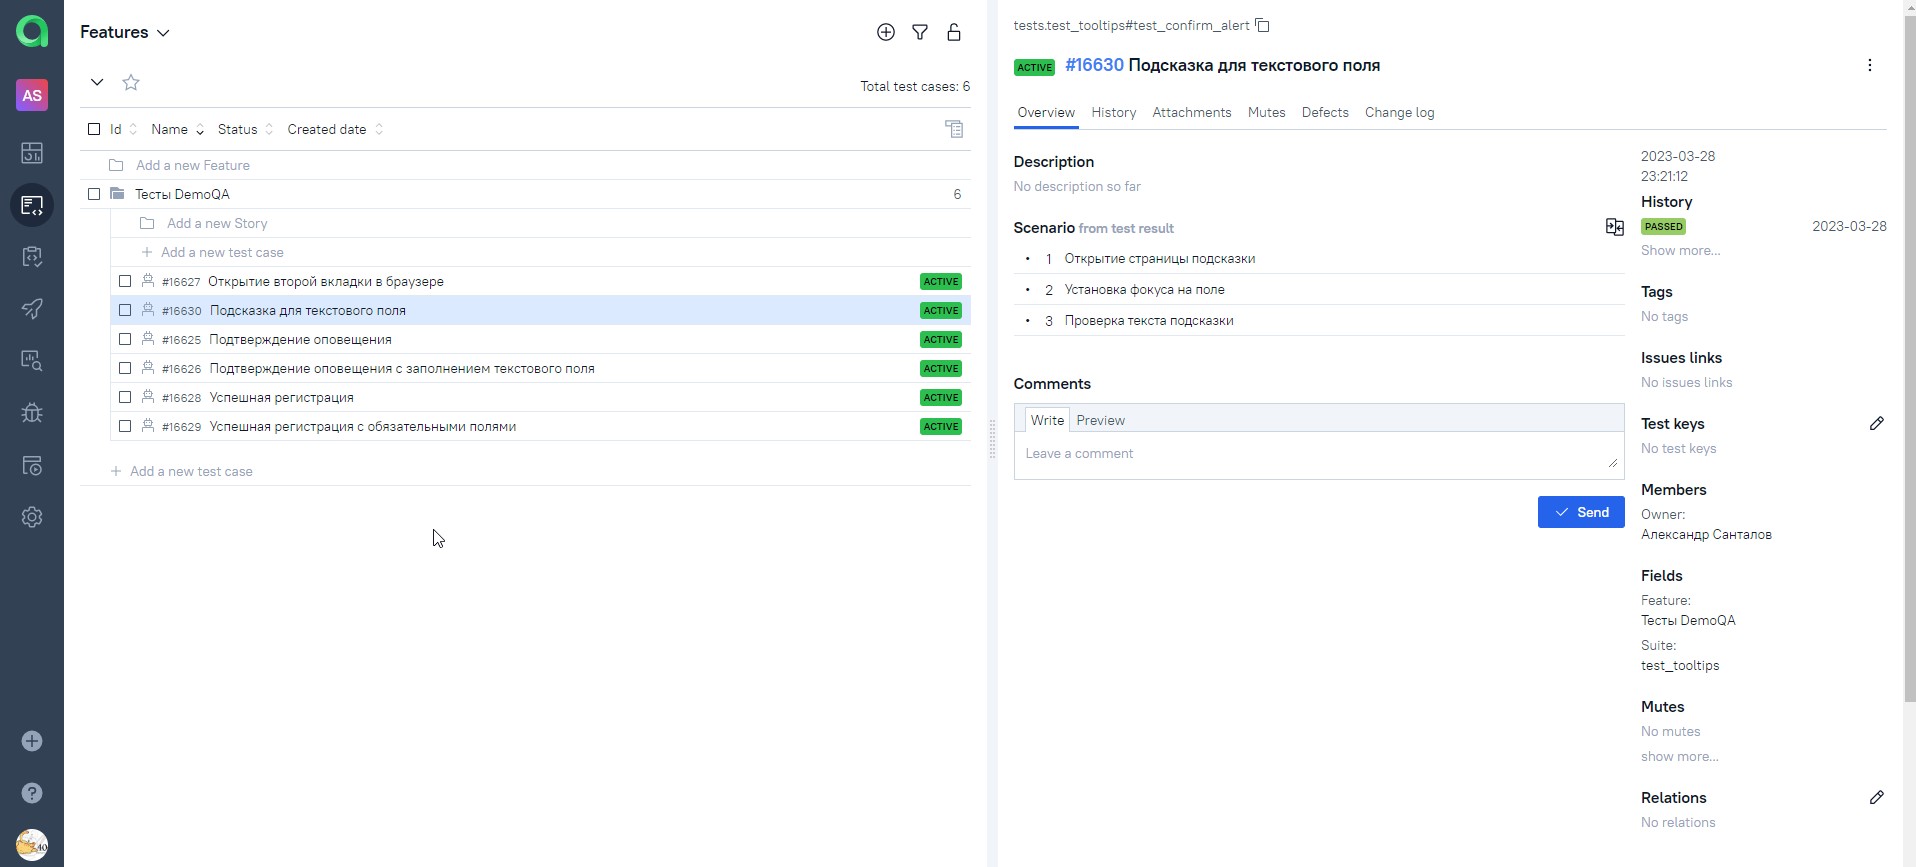 Features
AS
Total test cases: 6
Id Name Status Created date
Add a new Feature
Тесты DemoQA 6
Add a new Story
Add a new test case
#16627 Открытие второй вкладки в браузере ACTIVE
#16630 Подсказка для текстового поля ACTIVE
#16625 Подтверждение оповещения ACTIVE
#16626 Подтверждение оповещения с заполнением текстового поля ACTIVE
#16628 Успешная регистрация ACTIVE
#16629 Успешная регистрация с обязательными полями ACTIVE
Add a new test case
tests.test_tooltips#test_confirm_alert
ACTIVE #16630 Подсказка для текстового поля
Overview History Attachments Mutes Defects Change log
Description
No description so far
Scenario from test result
• 1 Открытие страницы подсказки
• 2 Установка фокуса на поле
• 3 Проверка текста подсказки
Comments
Write Preview
Leave a comment
Send
2023-03-28
23:21:12
History
PASSED 2023-03-28
Show more...
Tags
No tags
Issues links
No issues links
Test keys
No test keys
Members
Owner:
Александр Санталов
Fields
Feature:
Тесты DemoQA
Suite:
test_tooltips
Mutes
No mutes
show more...
Relations
No relations